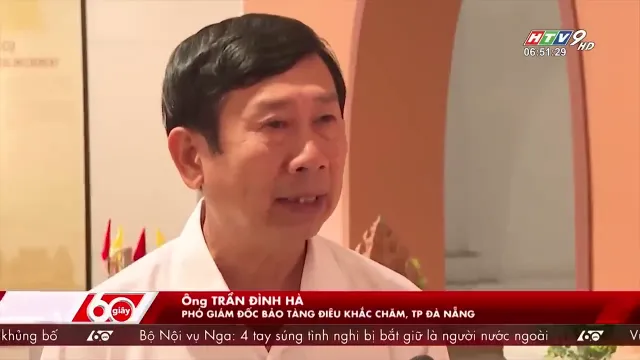 HTV9 HD
06:51:29
60 giây
Ông TRẦN ĐÌNH HÀ
PHÓ GIÁM ĐỐC BẢO TÀNG ĐIÊU KHẮC CHĂM, TP ĐÀ NẴNG
khủng bố 60 Bộ Nội vụ Nga: 4 tay súng tình nghi bị bắt giữ là người nước ngoài 60